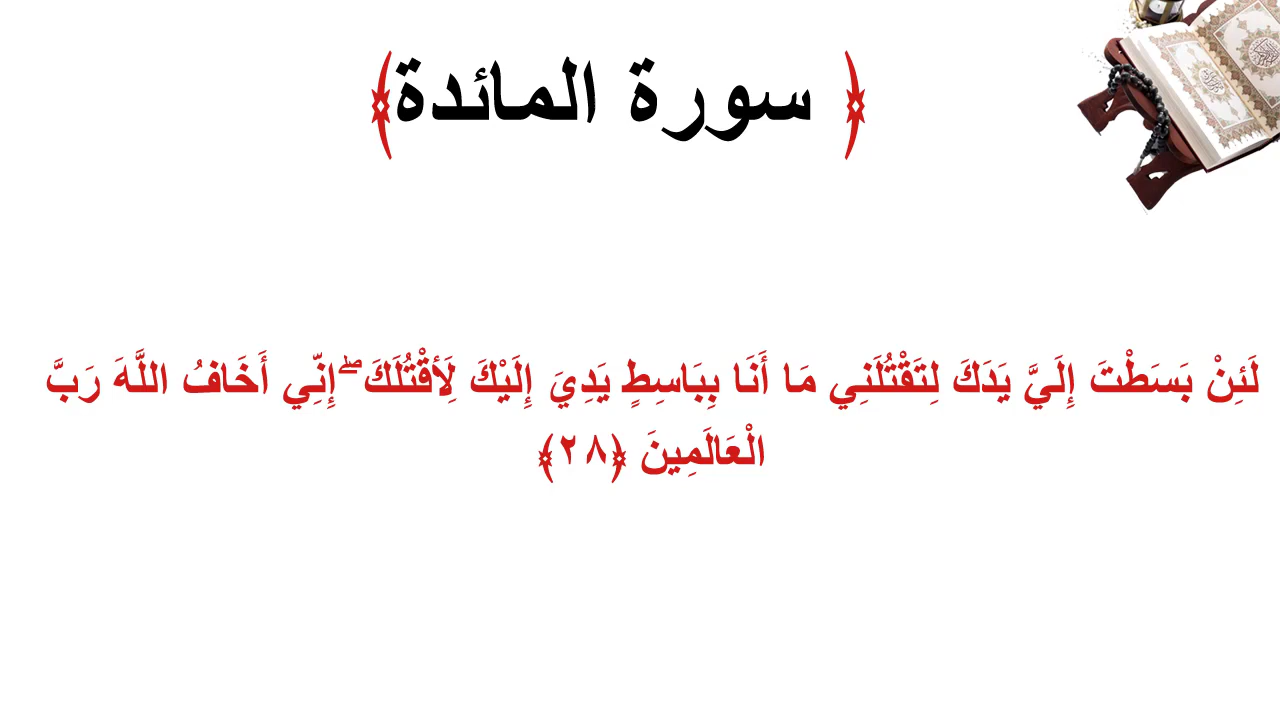 ﴿ سورة المائدة﴾
لَئِنْ بَسَطْتَ إِلَيَّ يَدَكَ لِتَقْتُلَنِي مَا أَنَا بِبَاسِطٍ يَدِيَ إِلَيْكَ لِأَقْتُلَكَ ۖ إِنِّي أَخَافُ اللَّهَ رَبَّ
الْعَالَمِينَ ﴿٢٨﴾